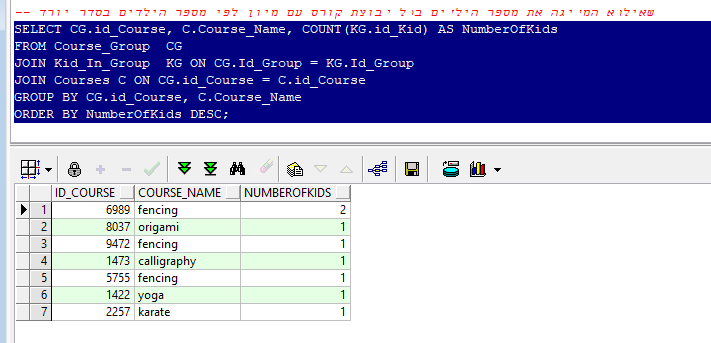 -- שאילתא המציגה את מספר הילדים בכל קבוצת קורס עם מיון לפי מספר הילדים בסדר יורד
SELECT CG.id_Course, C.Course_Name, COUNT(KG.id_Kid) AS NumberOfKids
FROM Course_Group CG
JOIN Kid_In_Group KG ON CG.Id_Group = KG.Id_Group
JOIN Courses C ON CG.id_Course = C.id_Course
GROUP BY CG.id_Course, C.Course_Name
ORDER BY NumberOfKids DESC;
ID_COURSE COURSE_NAME NUMBEROFKIDS
1 6989 fencing 2
2 8037 origami 1
3 9472 fencing 1
4 1473 calligraphy 1
5 5755 fencing 1
6 1422 yoga 1
7 2257 karate 1